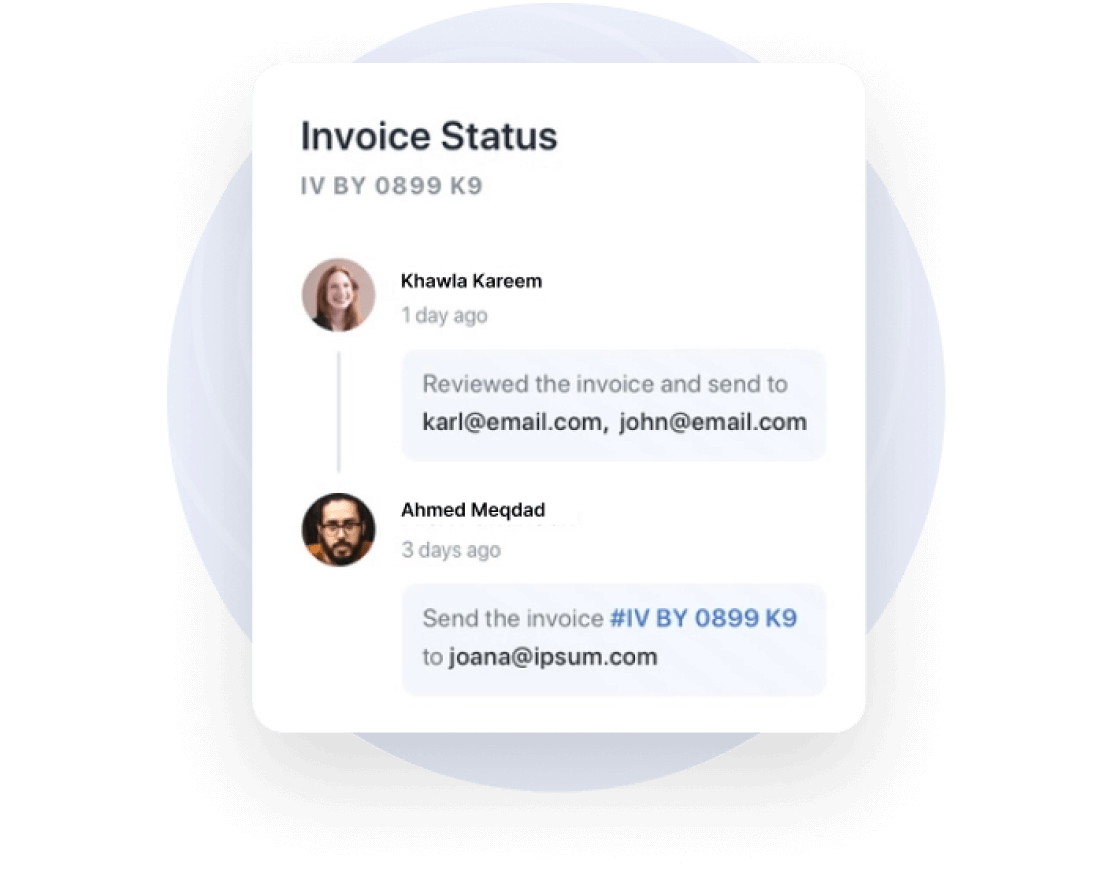 Invoice Status
IV BY 0899 K9
Khawla Kareem
1 day ago
Reviewed the invoice and send to
karl@email.com, john@email.com
Ahmed Meqdad
3 days ago
Send the invoice #IV BY 0899 K9
to joana@ipsum.com